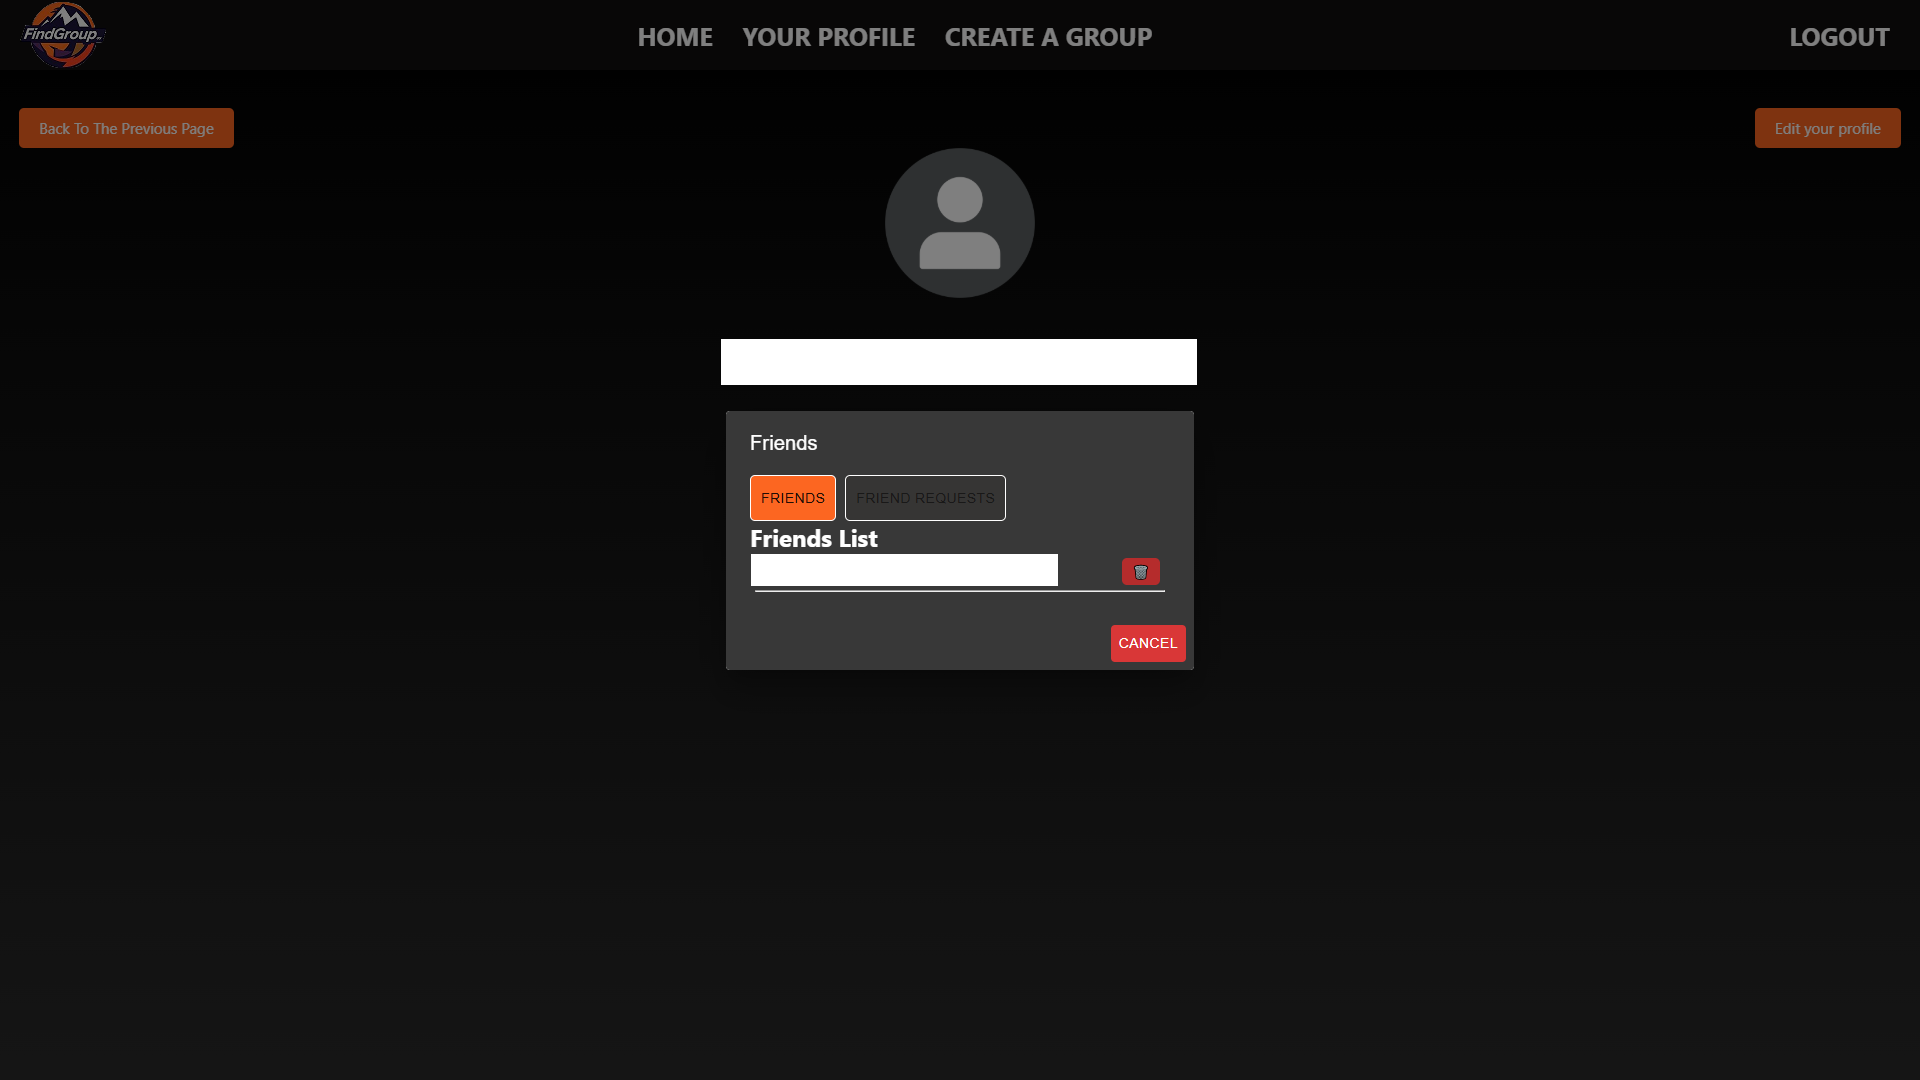 FindGroup
HOME YOUR PROFILE CREATE A GROUP LOGOUT
Back To The Previous Page
Edit your profile
Friends
FRIENDS FRIEND REQUESTS
Friends List
CANCEL